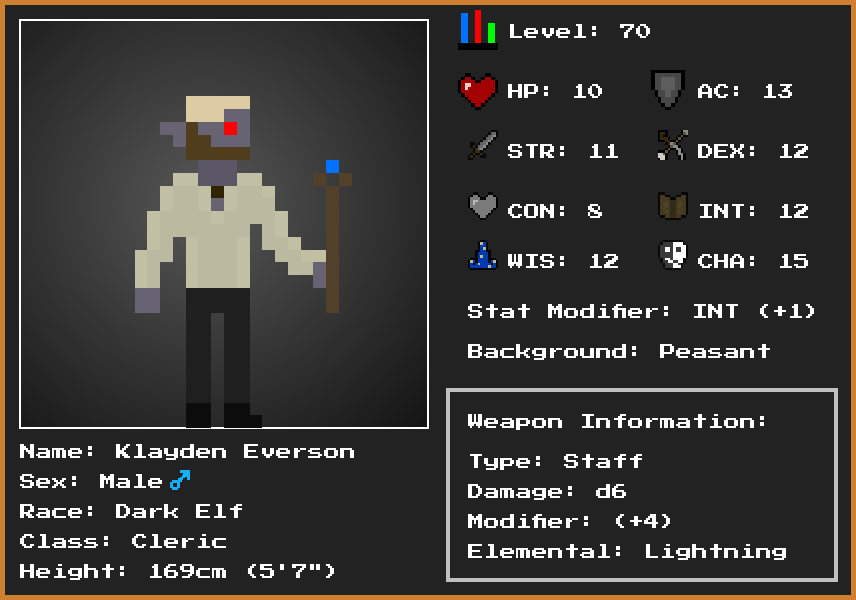 Level: 70
HP: 10 AC: 13
STR: 11 DEX: 12
CON: 8 INT: 12
WIS: 12 CHA: 15
Stat Modifier: INT (+1)
Background: Peasant
Weapon Information:
Type: Staff
Damage: d6
Modifier: (+4)
Elemental: Lightning
Name: Klayden Everson
Sex: Male♂
Race: Dark Elf
Class: Cleric
Height: 169cm (5'7")